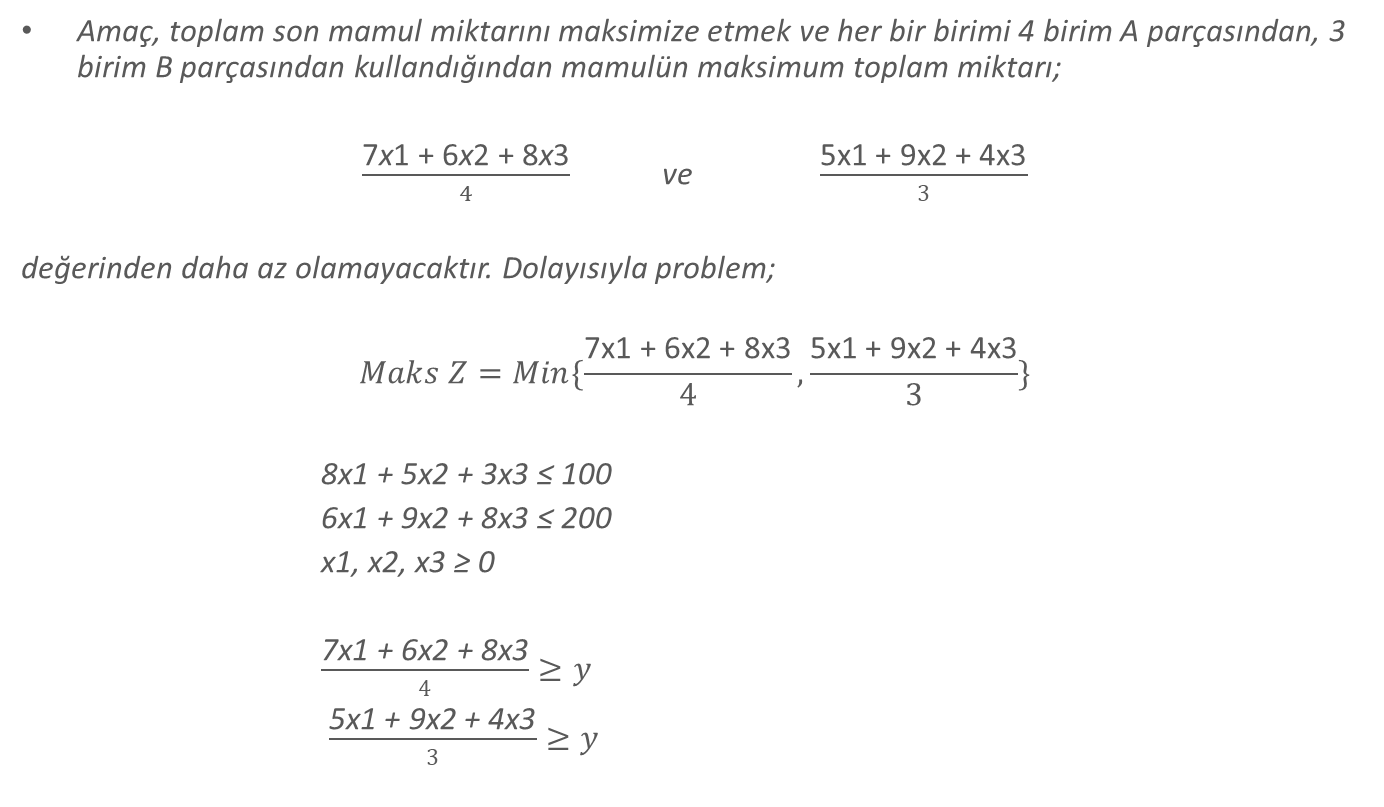 • Amaç, toplam son mamul miktarını maksimize etmek ve her bir birimi 4 birim A parçasından, 3
birim B parçasından kullandığından mamulün maksimum toplam miktarı;
7x1 + 6x2 + 8x3
4
ve
5x1 + 9x2 + 4x3
3
değerinden daha az olamayacaktır. Dolayısıyla problem;
Maks Z = Min{(7x1 + 6x2 + 8x3)/4 , (5x1 + 9x2 + 4x3)/3}
8x1 + 5x2 + 3x3 ≤ 100
6x1 + 9x2 + 8x3 ≤ 200
x1, x2, x3 ≥ 0
7x1 + 6x2 + 8x3
4
≥ y
5x1 + 9x2 + 4x3
3
≥ y